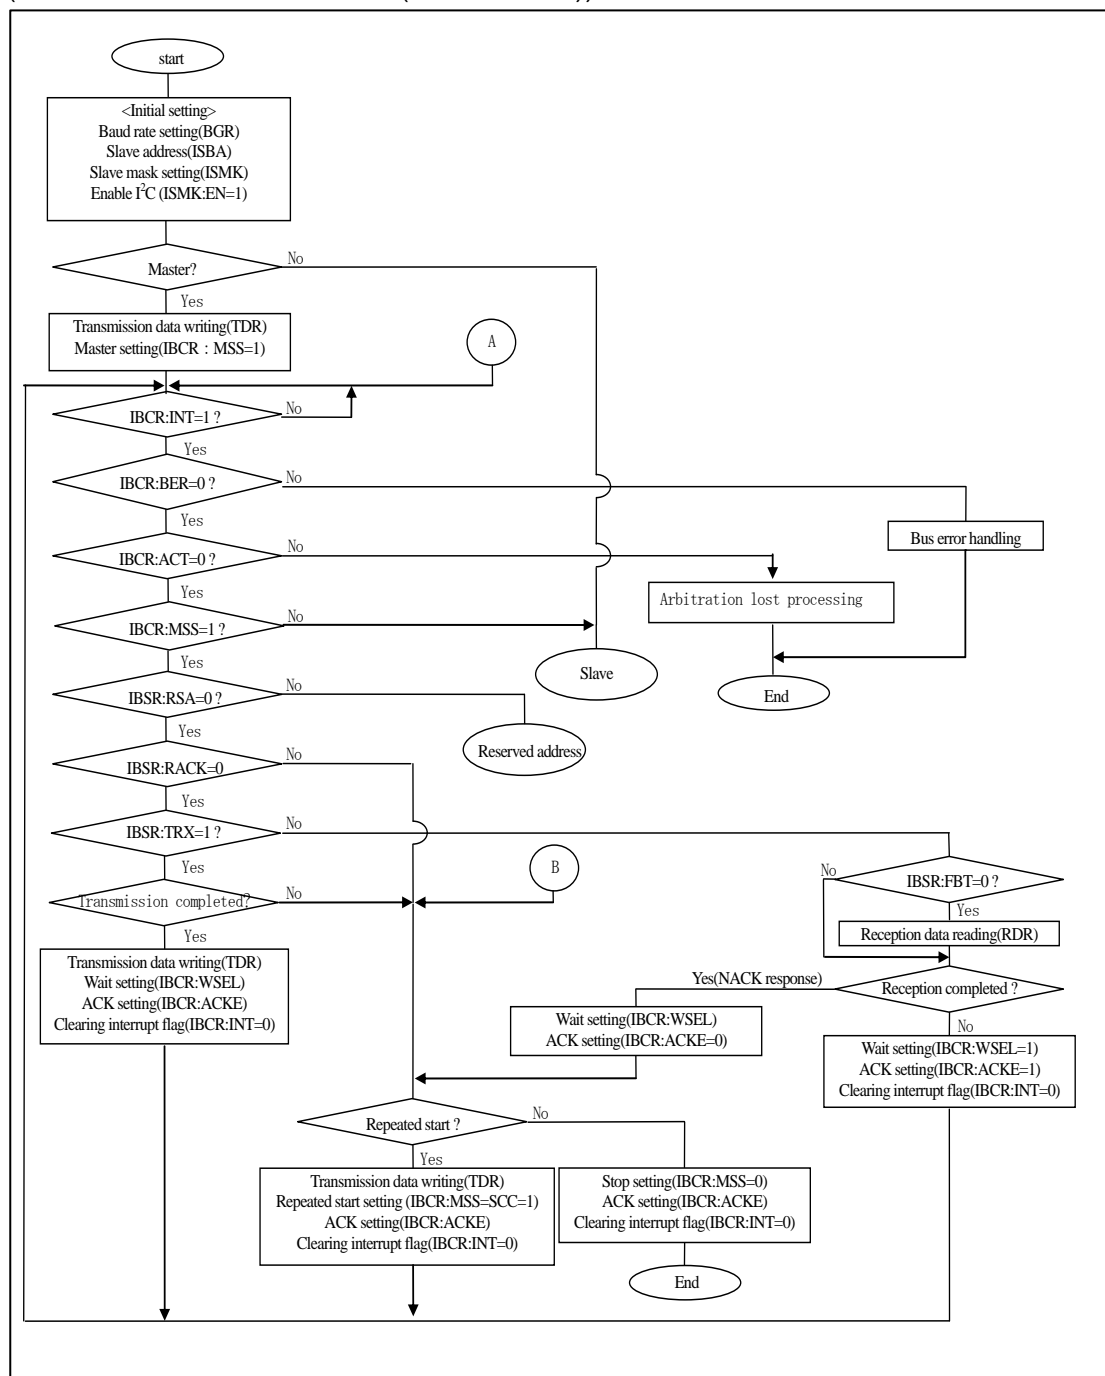 start
<Initial setting>
Baud rate setting(BGR)
Slave address(ISBA)
Slave mask setting(ISMK)
Enable I²C (ISMK:EN=1)
Master?
No
Yes
Transmission data writing(TDR)
Master setting(IBCR : MSS=1)
A
IBCR:INT=1 ?
No
Yes
IBCR:BER=0 ?
No
Bus error handling
Yes
IBCR:ACT=0 ?
No
Arbitration lost processing
Yes
IBCR:MSS=1 ?
No
Slave
End
Yes
IBSR:RSA=0 ?
No
Reserved address
Yes
IBSR:RACK=0
No
Yes
IBSR:TRX=1 ?
No
Yes
B
No
IBSR:FBT=0 ?
Yes
Reception data reading(RDR)
Transmission completed?
No
Yes
Transmission data writing(TDR)
Wait setting(IBCR:WSEL)
ACK setting(IBCR:ACKE)
Clearing interrupt flag(IBCR:INT=0)
Yes(NACK response)
Reception completed ?
No
Wait setting(IBCR:WSEL)
ACK setting(IBCR:ACKE=0)
Wait setting(IBCR:WSEL=1)
ACK setting(IBCR:ACKE=1)
Clearing interrupt flag(IBCR:INT=0)
Repeated start ?
No
Yes
Transmission data writing(TDR)
Repeated start setting (IBCR:MSS=SCC=1)
ACK setting(IBCR:ACKE)
Clearing interrupt flag(IBCR:INT=0)
Stop setting(IBCR:MSS=0)
ACK setting(IBCR:ACKE)
Clearing interrupt flag(IBCR:INT=0)
End